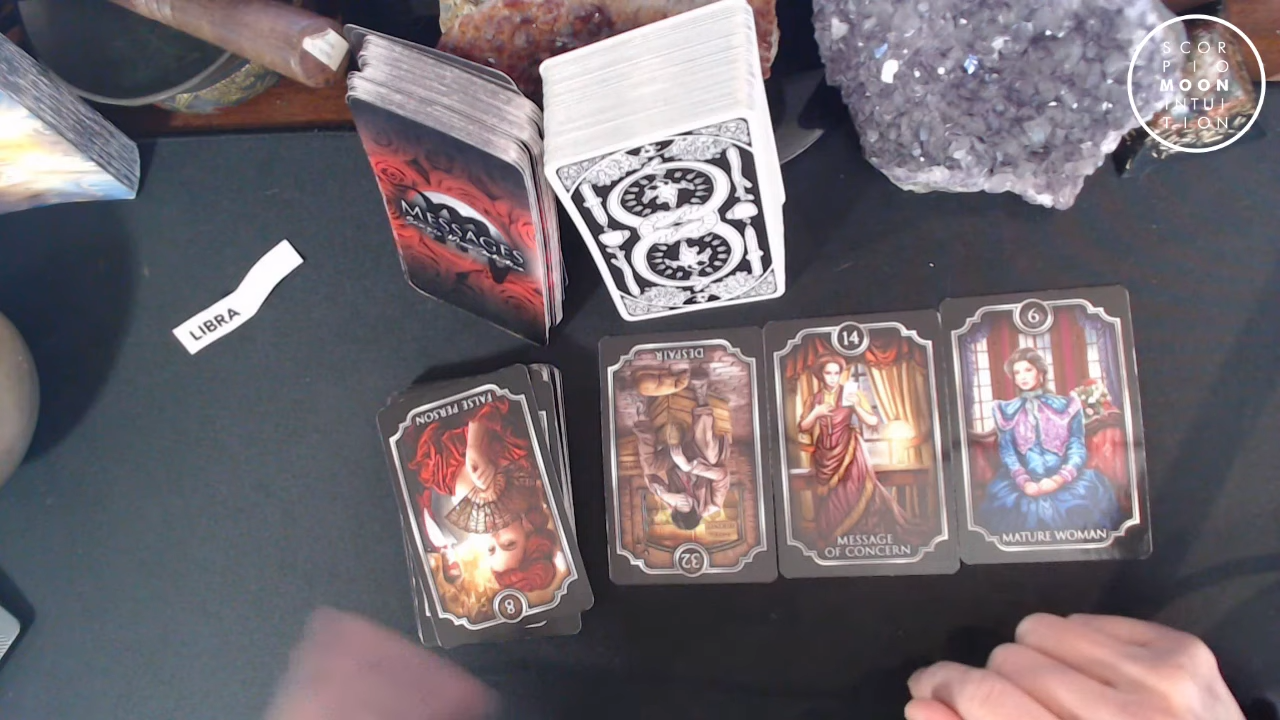 SCOR
PIO
MOON
INTUI
TION
MESSAGES
LIBRA
FALSE PERSON
8
DESPAIR
32
14
MESSAGE
OF CONCERN
6
MATURE WOMAN